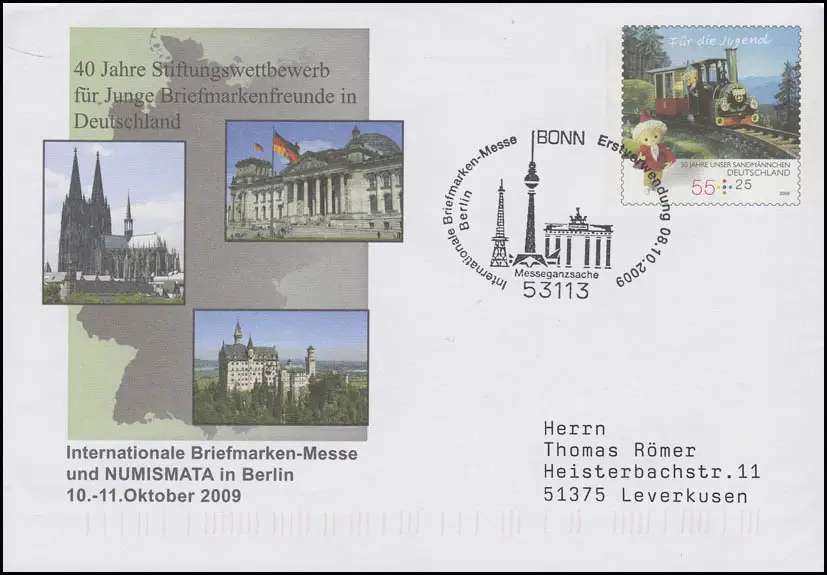 40 Jahre Stiftungswettbewerb
für Junge Briefmarkenfreunde in
Deutschland
Internationale Briefmarken-Messe
und NUMISMATA in Berlin
10.-11.Oktober 2009
Internationale Briefmarken-Messe
Berlin
BONN
Erstverwendung 08.10.2009
Messeganzsache
53113
Für die Jugend
50 JAHRE UNSER SANDMÄNNCHEN
DEUTSCHLAND
55+25
2009
Herrn
Thomas Römer
Heisterbachstr.11
51375 Leverkusen